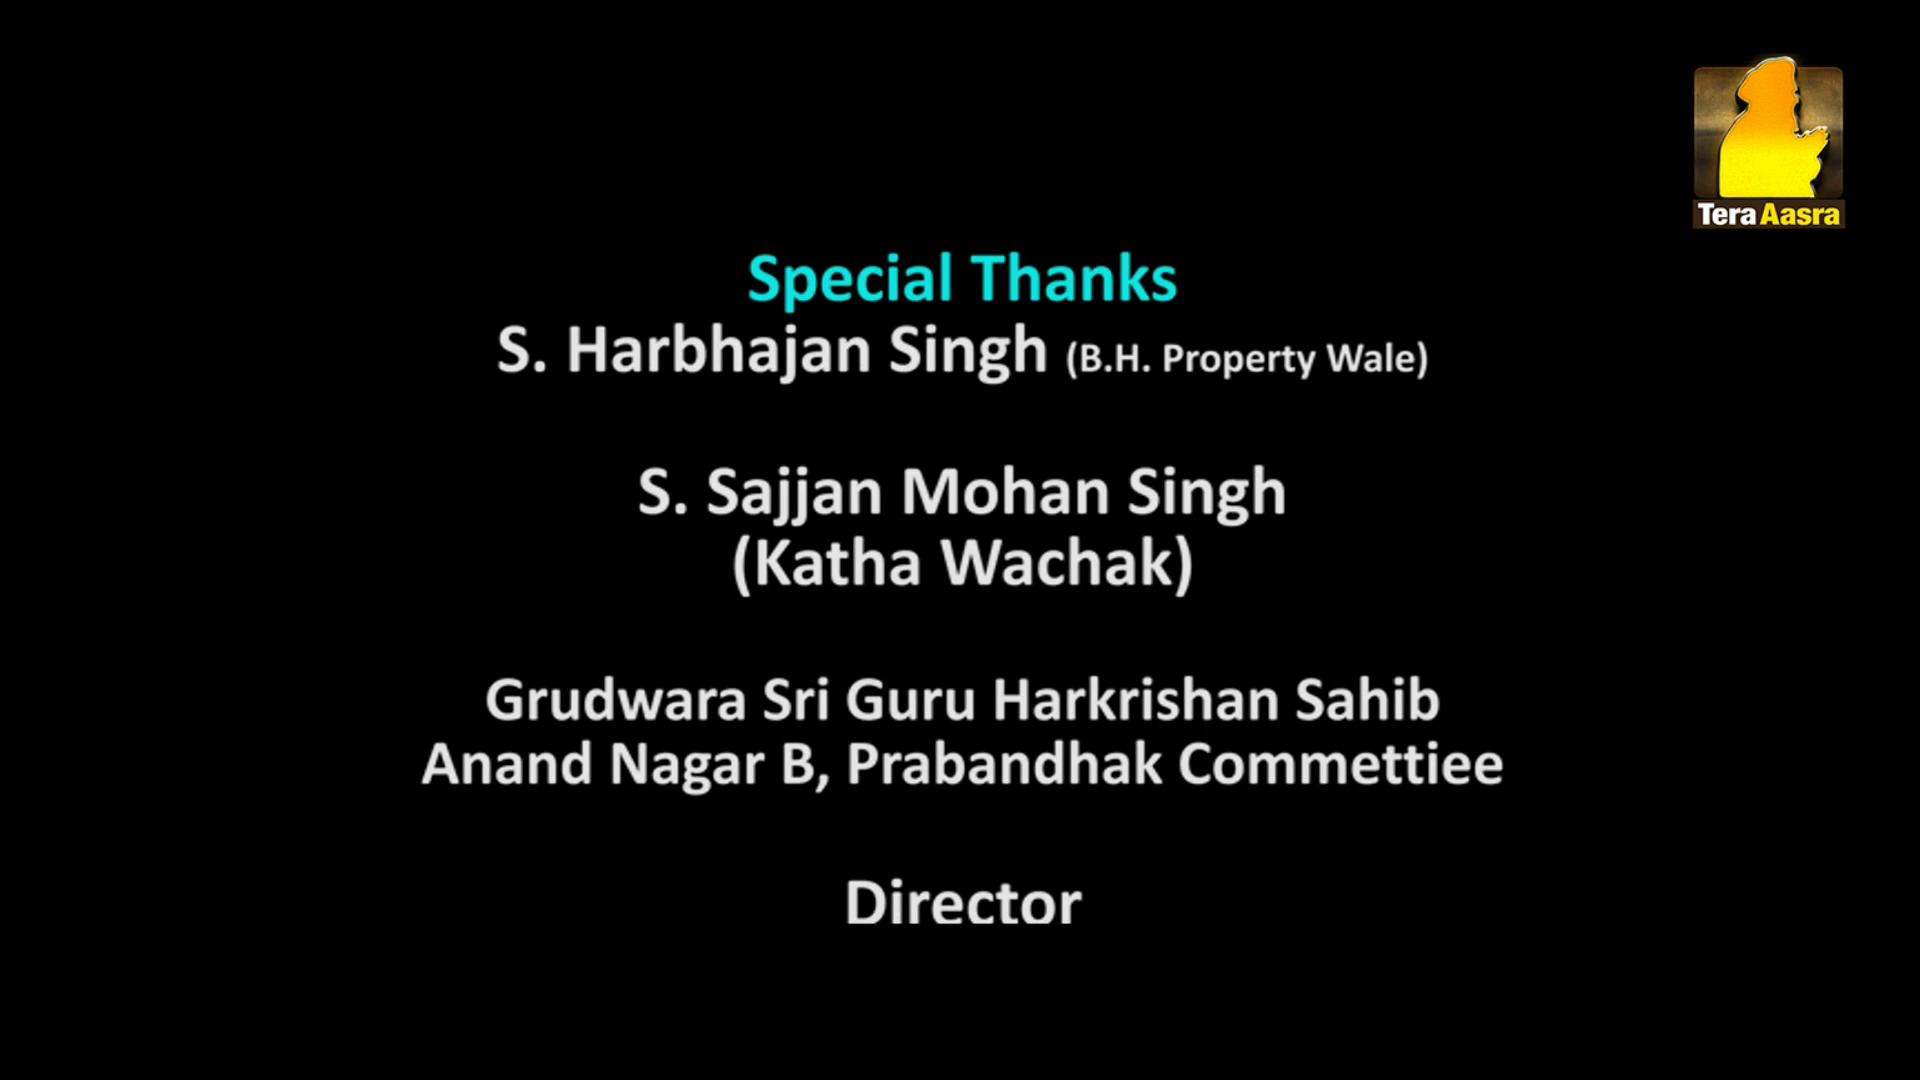 Tera Aasra
Special Thanks
S. Harbhajan Singh (B.H. Property Wale)
S. Sajjan Mohan Singh
(Katha Wachak)
Grudwara Sri Guru Harkrishan Sahib
Anand Nagar B, Prabandhak Commettiee
Director